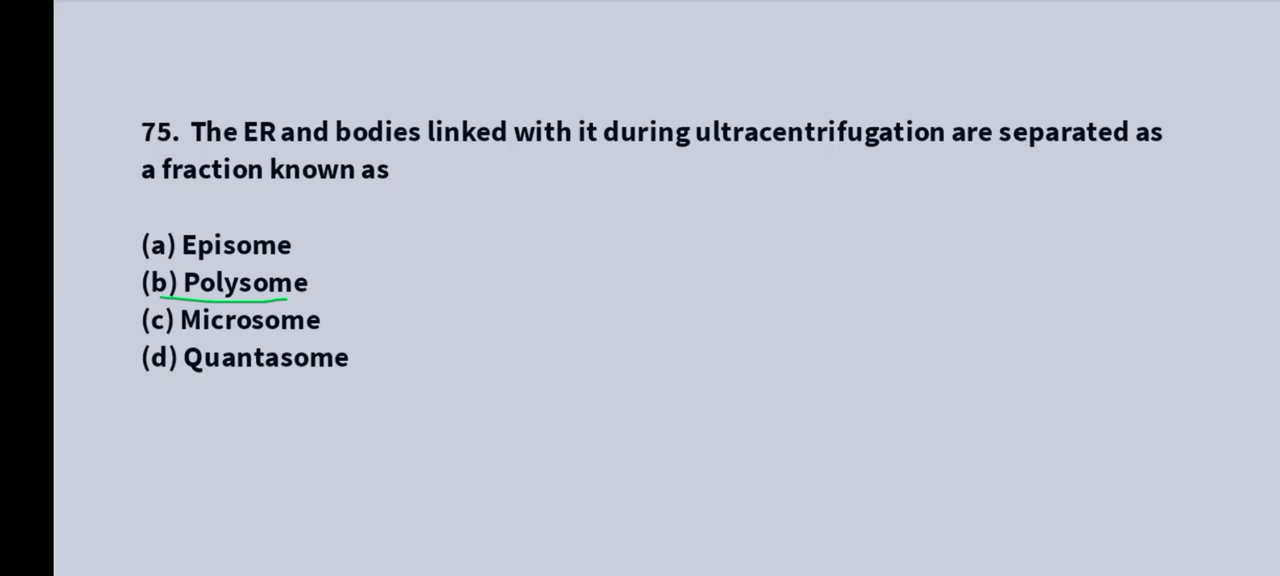 75. The ER and bodies linked with it during ultracentrifugation are separated as
a fraction known as
(a) Episome
(b) Polysome
(c) Microsome
(d) Quantasome